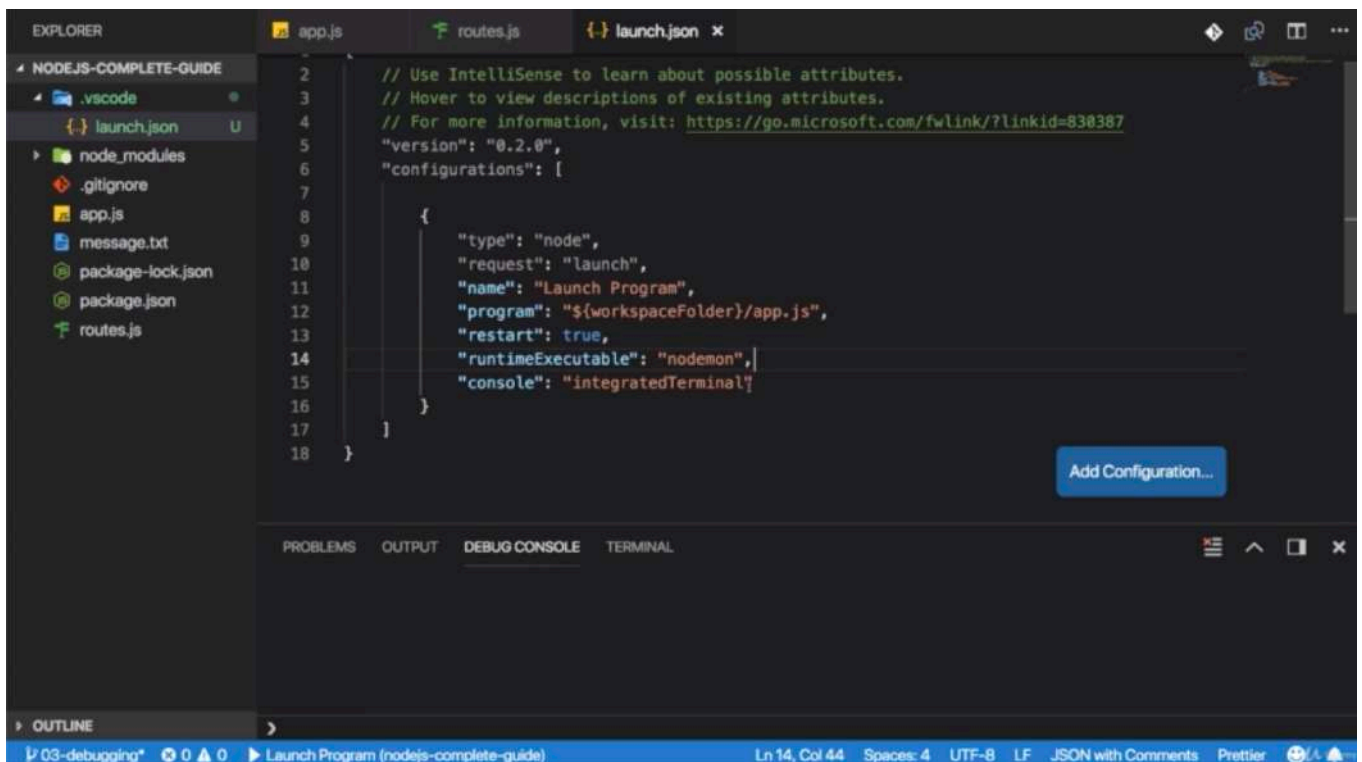 EXPLORER
NODEJS-COMPLETE-GUIDE
.vscode
{..} launch.json U
node_modules
.gitignore
JS app.js
message.txt
package-lock.json
package.json
routes.js
OUTLINE
JS app.js
routes.js
{..} launch.json ×
2 // Use IntelliSense to learn about possible attributes.
3 // Hover to view descriptions of existing attributes.
4 // For more information, visit: https://go.microsoft.com/fwlink/?linkid=830387
5 "version": "0.2.0",
6 "configurations": [
7
8 {
9 "type": "node",
10 "request": "launch",
11 "name": "Launch Program",
12 "program": "${workspaceFolder}/app.js",
13 "restart": true,
14 "runtimeExecutable": "nodemon",
15 "console": "integratedTerminal"
16 }
17 ]
18 }
Add Configuration...
PROBLEMS OUTPUT DEBUG CONSOLE TERMINAL
03-debugging* 0 0 Launch Program (nodejs-complete-guide) Ln 14, Col 44 Spaces: 4 UTF-8 LF JSON with Comments Prettier